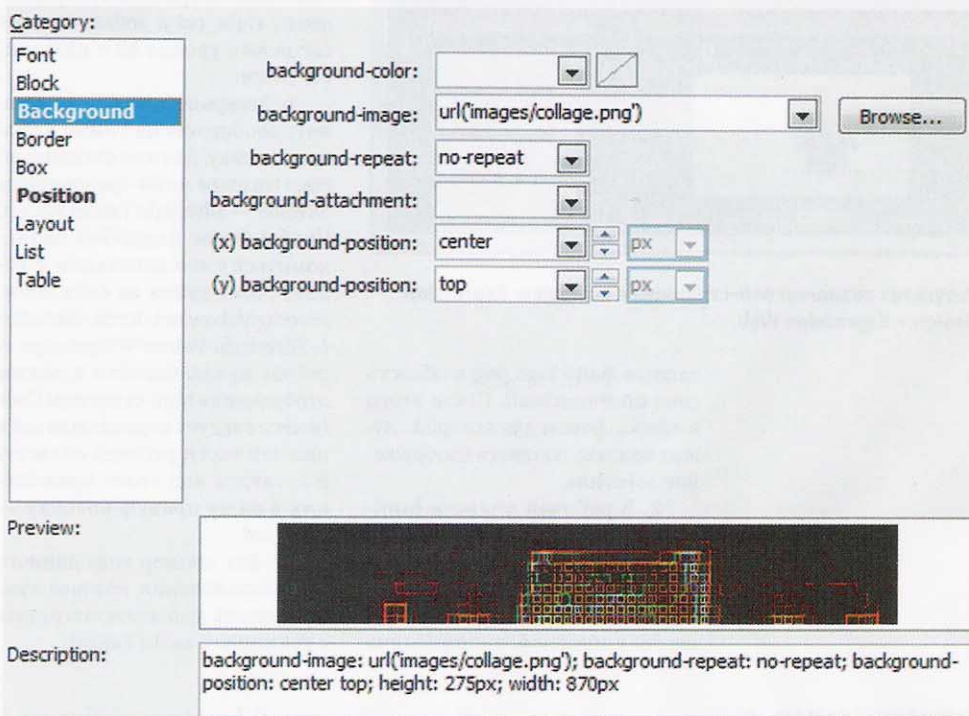 Category:
Font
Block
Background
Border
Box
Position
Layout
List
Table
background-color:
background-image: url('images/collage.png') Browse...
background-repeat: no-repeat
background-attachment:
(x) background-position: center px
(y) background-position: top px
Preview:
Description:
background-image: url('images/collage.png'); background-repeat: no-repeat; background-
position: center top; height: 275px; width: 870px